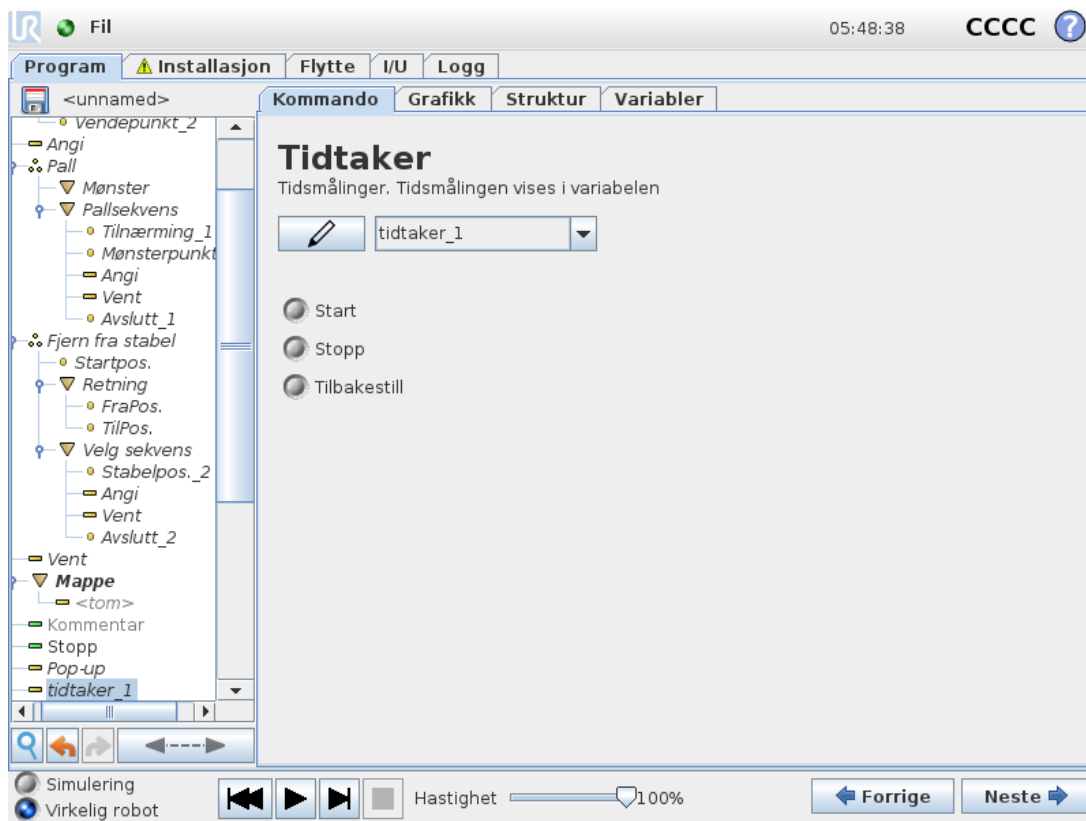 UR Fil 05:48:38 CCCC ?
Program Installasjon Flytte I/U Logg
<unnamed> Kommando Grafikk Struktur Variabler
Vendepunkt_2
Angi
Pall
Mønster
Pallsekvens
Tilnærming_1
Mønsterpunkt
Angi
Vent
Avslutt_1
Fjern fra stabel
Startpos.
Retning
FraPos.
TilPos.
Velg sekvens
Stabelpos._2
Angi
Vent
Avslutt_2
Vent
Mappe
<tom>
Kommentar
Stopp
Pop-up
tidtaker_1
Tidtaker
Tidsmålinger. Tidsmålingen vises i variabelen
tidtaker_1
Start
Stopp
Tilbakestill
Simulering
Virkelig robot
Hastighet 100%
Forrige Neste